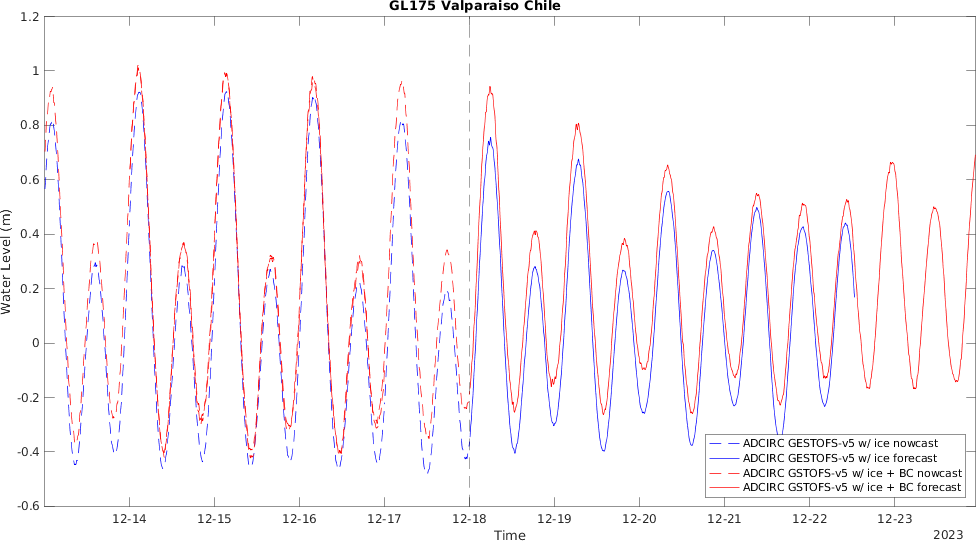 GL175 Valparaiso Chile
1.2
1
0.8
0.6
0.4
0.2
0
-0.2
-0.4
-0.6
Water Level (m)
12-14 12-15 12-16 12-17 12-18 12-19 12-20 12-21 12-22 12-23
Time
2023
ADCIRC GESTOFS-v5 w/ ice nowcast
ADCIRC GESTOFS-v5 w/ ice forecast
ADCIRC GSTOFS-v5 w/ ice + BC nowcast
ADCIRC GSTOFS-v5 w/ ice + BC forecast